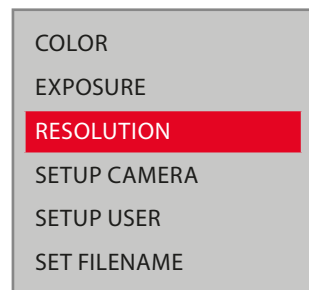 COLOR
EXPOSURE
RESOLUTION
SETUP CAMERA
SETUP USER
SET FILENAME